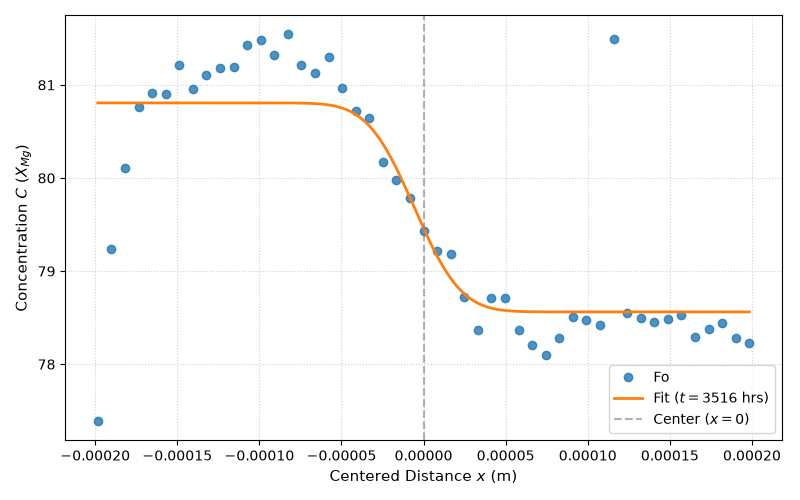 Concentration C (X_Mg)
81
80
79
78
Fo
Fit (t = 3516 hrs)
Center (x = 0)
−0.00020 −0.00015 −0.00010 −0.00005 0.00000 0.00005 0.00010 0.00015 0.00020
Centered Distance x (m)